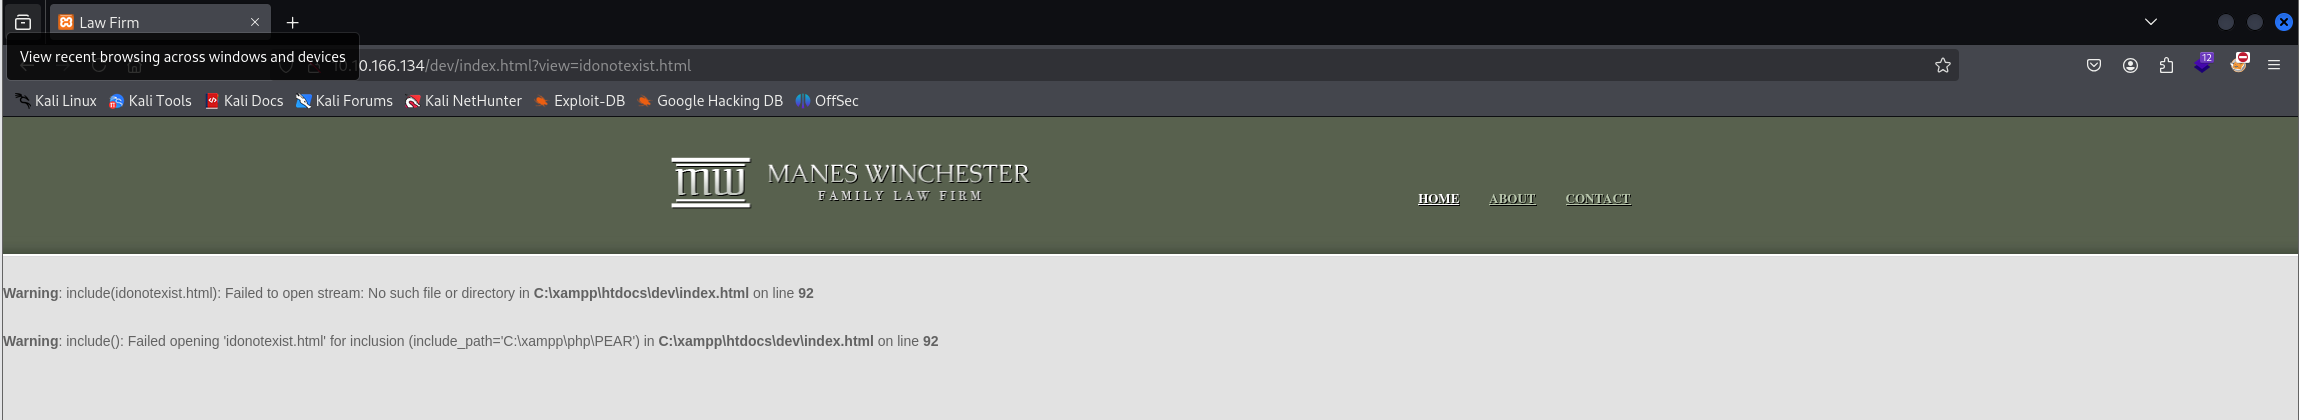 Law Firm
View recent browsing across windows and devices
10.166.134/dev/index.html?view=idonotexist.html
12
Kali Linux Kali Tools Kali Docs Kali Forums Kali NetHunter Exploit-DB Google Hacking DB OffSec
mw MANES WINCHESTER
FAMILY LAW FIRM
HOME ABOUT CONTACT
Warning: include(idonotexist.html): Failed to open stream: No such file or directory in C:\xampp\htdocs\dev\index.html on line 92
Warning: include(): Failed opening 'idonotexist.html' for inclusion (include_path='C:\xampp\php\PEAR') in C:\xampp\htdocs\dev\index.html on line 92